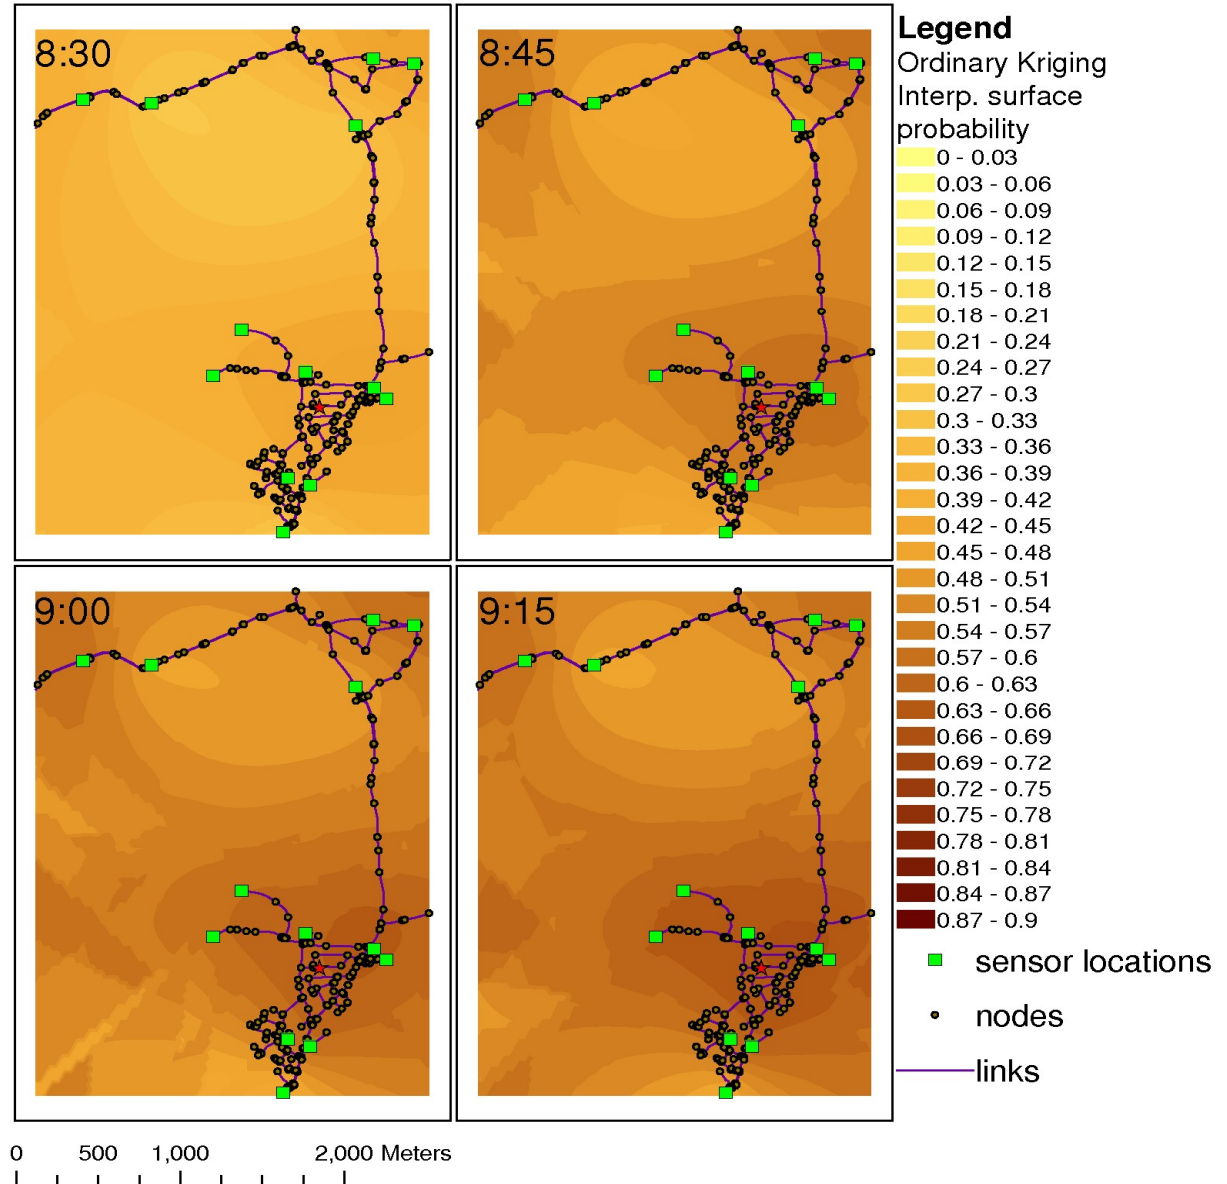 8:30
8:45
9:00
9:15
Legend
Ordinary Kriging
Interp. surface
probability
0 - 0.03
0.03 - 0.06
0.06 - 0.09
0.09 - 0.12
0.12 - 0.15
0.15 - 0.18
0.18 - 0.21
0.21 - 0.24
0.24 - 0.27
0.27 - 0.3
0.3 - 0.33
0.33 - 0.36
0.36 - 0.39
0.39 - 0.42
0.42 - 0.45
0.45 - 0.48
0.48 - 0.51
0.51 - 0.54
0.54 - 0.57
0.57 - 0.6
0.6 - 0.63
0.63 - 0.66
0.66 - 0.69
0.69 - 0.72
0.72 - 0.75
0.75 - 0.78
0.78 - 0.81
0.81 - 0.84
0.84 - 0.87
0.87 - 0.9
sensor locations
nodes
links
0 500 1,000 2,000 Meters